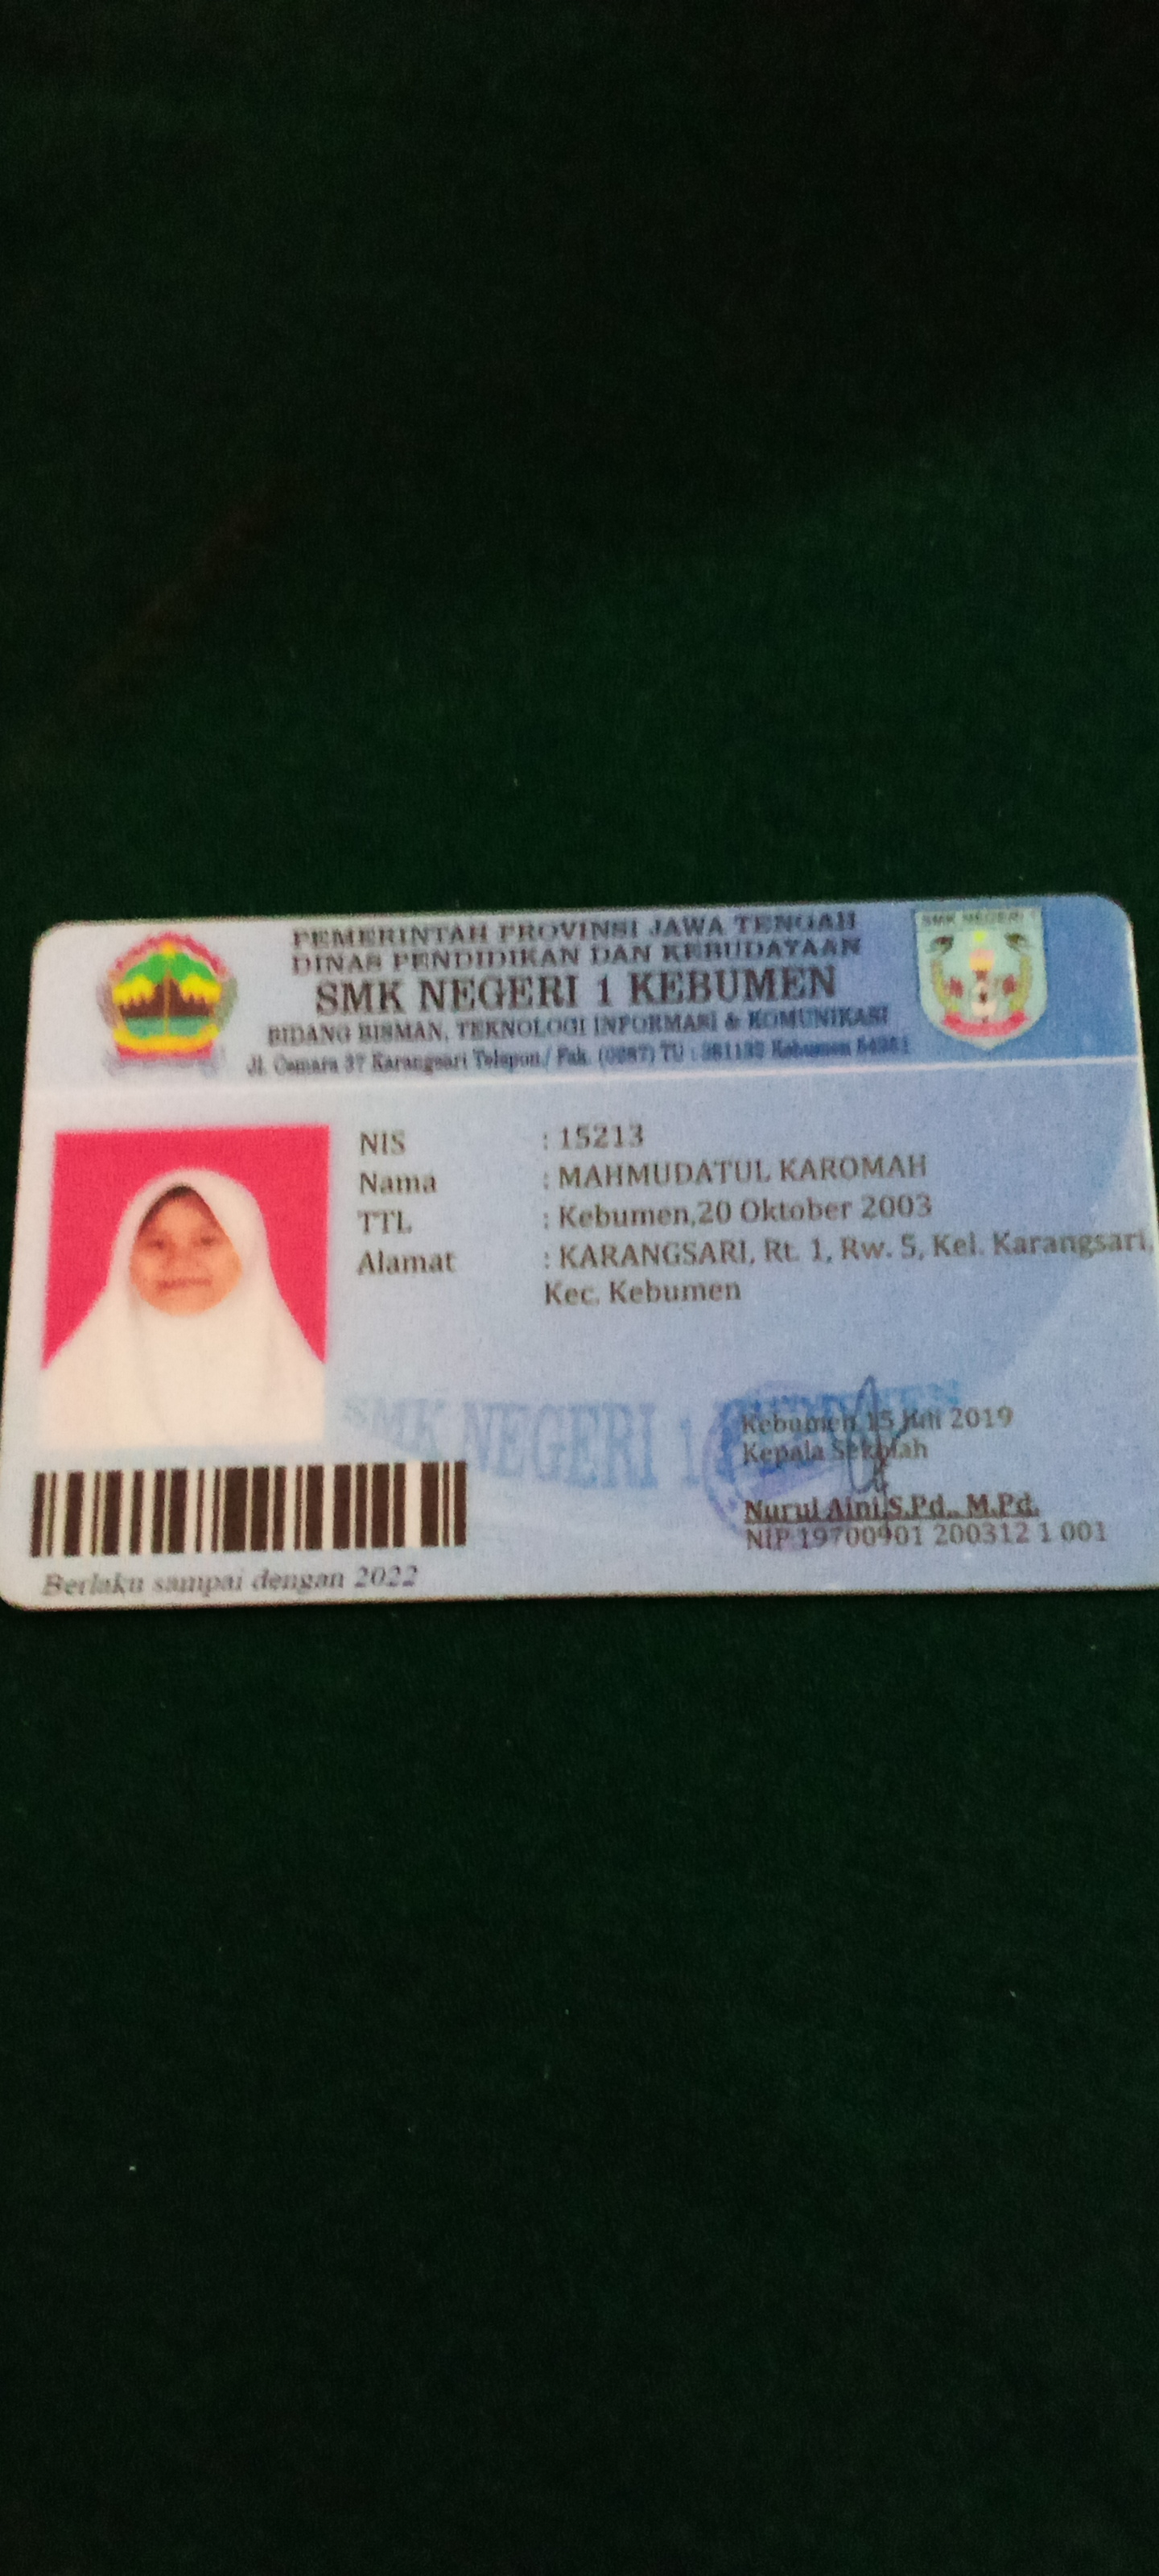 PEMERINTAH PROVINSI JAWA TENGAH
DINAS PENDIDIKAN DAN KEBUDAYAAN
SMK NEGERI 1 KEBUMEN
BIDANG BISMAN, TEKNOLOGI INFORMASI & KOMUNIKASI
Jl. Cemara 37 Karangsari Telepon/ Fak. (0287) TU : 381132 Kebumen 54351
SMK NEGERI 1
NIS : 15213
Nama : MAHMUDATUL KAROMAH
TTL : Kebumen,20 Oktober 2003
Alamat : KARANGSARI, Rt. 1, Rw. 5, Kel. Karangsari,
Kec. Kebumen
SMK NEGERI 1 KEBUMEN
Kebumen 15 Juli 2019
Kepala Sekolah
Nurul Aini,S.Pd., M.Pd.
NIP 19700901 200312 1 001
Berlaku sampai dengan 2022